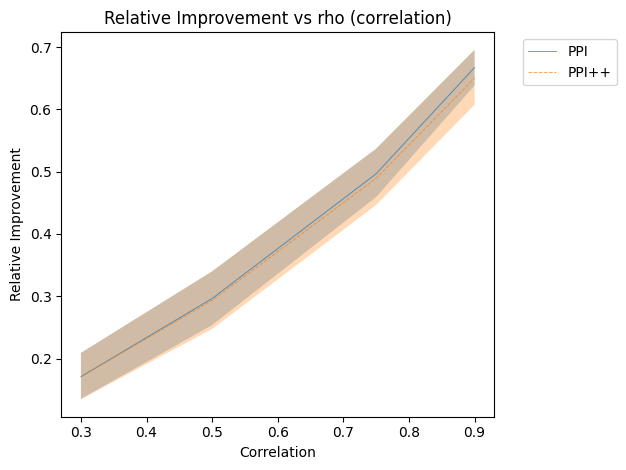 Relative Improvement vs rho (correlation)
PPI
PPI++
Relative Improvement
0.7
0.6
0.5
0.4
0.3
0.2
0.3 0.4 0.5 0.6 0.7 0.8 0.9
Correlation